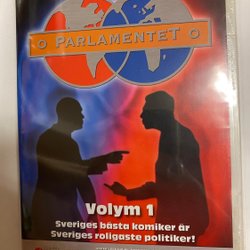 PARLAMENTET
Volym 1
Sveriges bästa komiker är
Sveriges roligaste politiker!